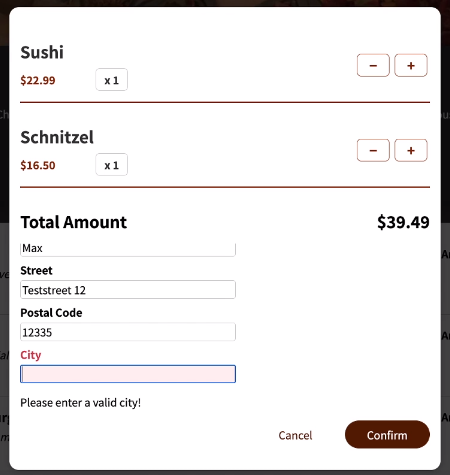 Sushi
$22.99 x 1 − +
Schnitzel
$16.50 x 1 − +
Total Amount $39.49
Max
Street
Teststreet 12
Postal Code
12335
City
Please enter a valid city!
Cancel Confirm